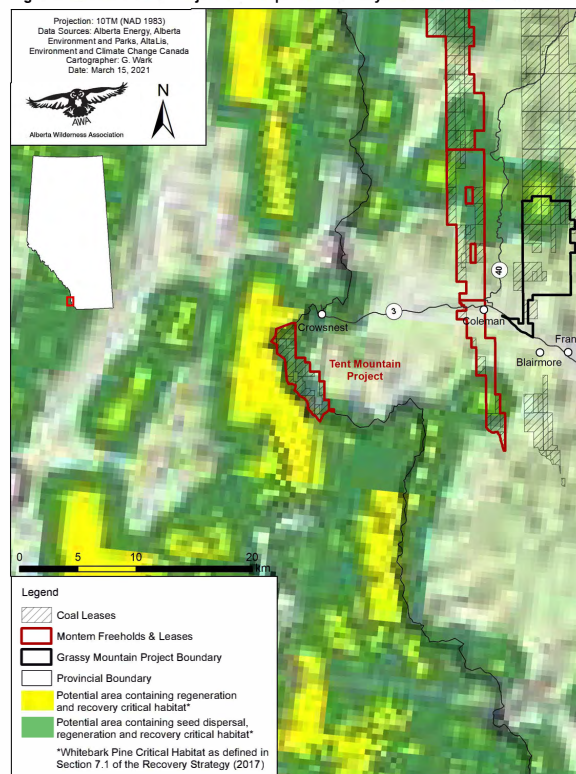 Projection: 10TM (NAD 1983)
Data Sources: Alberta Energy, Alberta
Environment and Parks, AltaLis,
Environment and Climate Change Canada
Cartographer: G. Wark
Date: March 15, 2021
AWA
Alberta Wilderness Association
N
40
3
Crowsnest
Coleman
Fran
Blairmore
Tent Mountain
Project
0 5 10 20
km
Legend
Coal Leases
Montem Freeholds & Leases
Grassy Mountain Project Boundary
Provincial Boundary
Potential area containing regeneration
and recovery critical habitat*
Potential area containing seed dispersal,
regeneration and recovery critical habitat*
*Whitebark Pine Critical Habitat as defined in
Section 7.1 of the Recovery Strategy (2017)